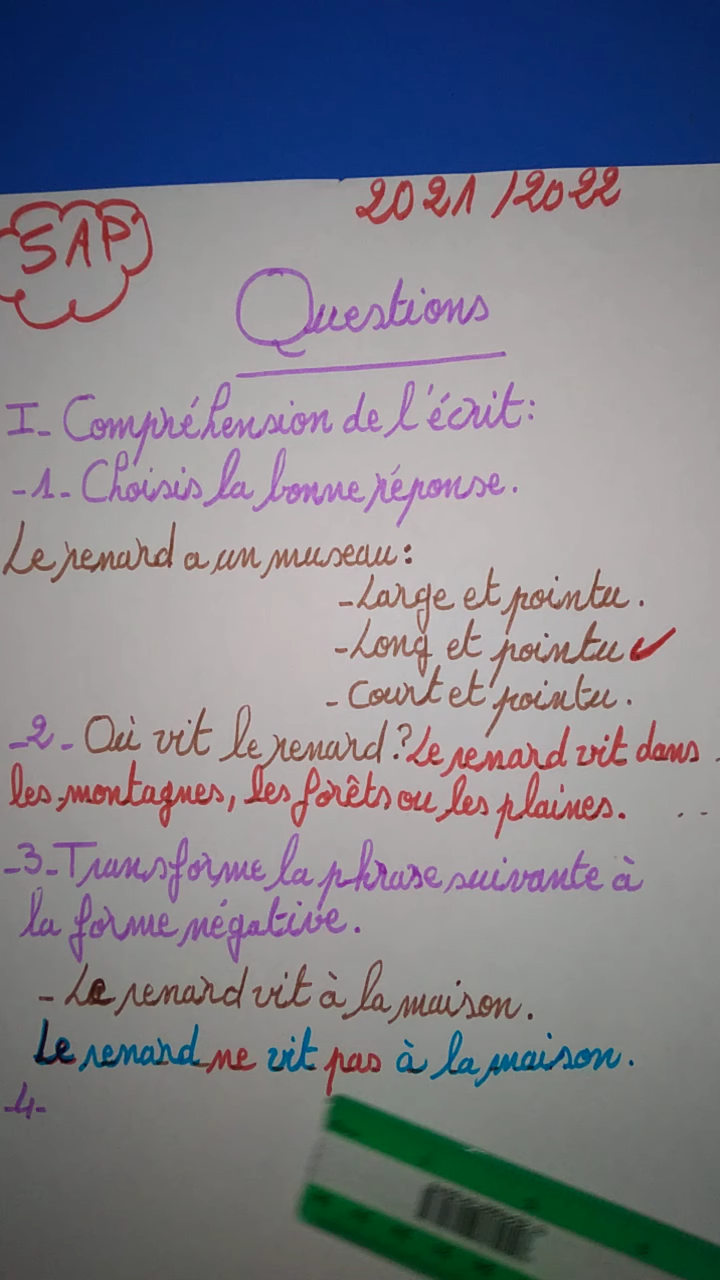 2021/2022
SAP
Questions
I- Compréhension de l'écrit:
-1- Choisis la bonne réponse.
Le renard a un museau:
-Large et pointu.
-Long et pointu ✓
- Court et pointu.
-2- Où vit le renard? Le renard vit dans
les montagnes, les forêts ou les plaines.
-3- Transforme la phrase suivante à
la forme négative.
- Le renard vit à la maison.
Le renard ne vit pas à la maison.
-4-